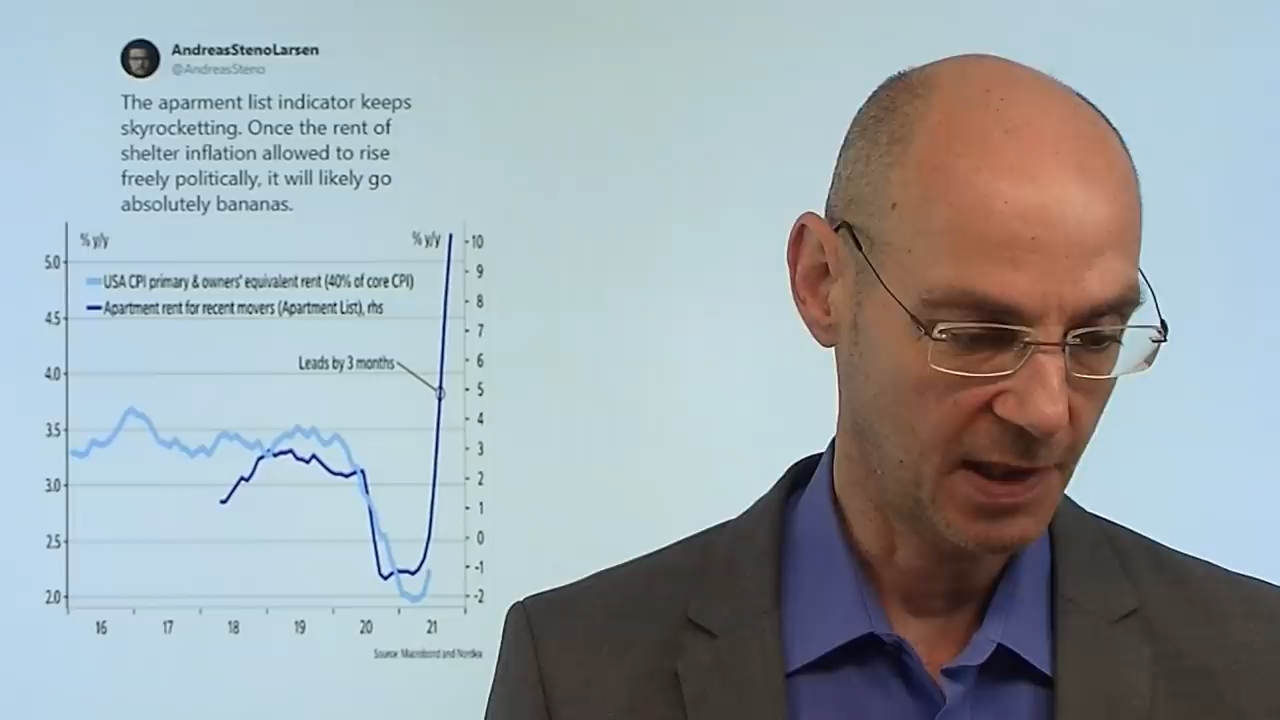 AndreasStenoLarsen
@AndreasSteno
The aparment list indicator keeps
skyrocketting. Once the rent of
shelter inflation allowed to rise
freely politically, it will likely go
absolutely bananas.
% y/y
% y/y
10
5.0
9
USA CPI primary & owners' equivalent rent (40% of core CPI)
8
Apartment rent for recent movers (Apartment List), rhs
4.5
7
Leads by 3 months
6
4.0
5
4
3.5
3
2
3.0
1
0
2.5
-1
2.0
-2
16 17 18 19 20 21
Source: Macrobond and Nordea